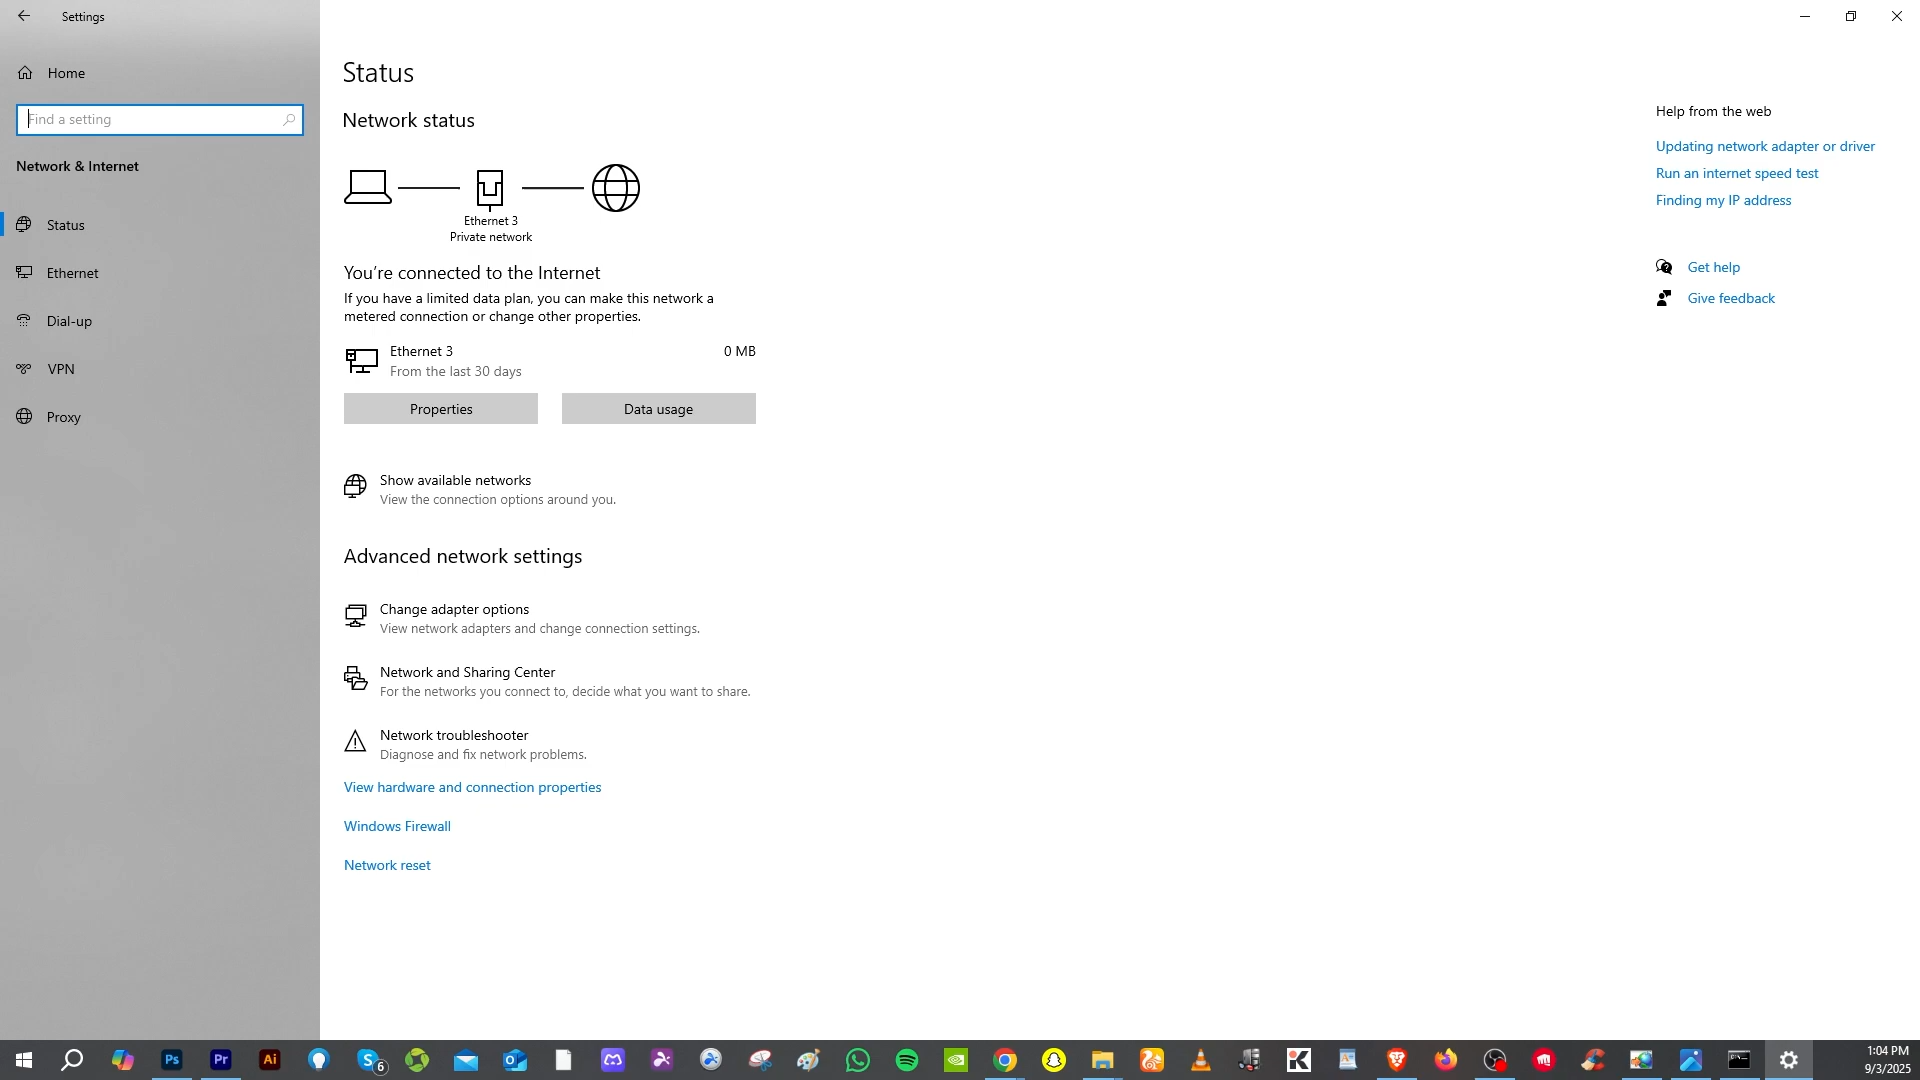 Settings
Home
Find a setting
Network & Internet
Status
Ethernet
Dial-up
VPN
Proxy
Status
Network status
Ethernet 3
Private network
You’re connected to the Internet
If you have a limited data plan, you can make this network a
metered connection or change other properties.
Ethernet 3
0 MB
From the last 30 days
Properties
Data usage
Show available networks
View the connection options around you.
Advanced network settings
Change adapter options
View network adapters and change connection settings.
Network and Sharing Center
For the networks you connect to, decide what you want to share.
Network troubleshooter
Diagnose and fix network problems.
View hardware and connection properties
Windows Firewall
Network reset
Help from the web
Updating network adapter or driver
Run an internet speed test
Finding my IP address
Get help
Give feedback
Ps
Pr
Ai
S
6
K
1:04 PM
9/3/2025